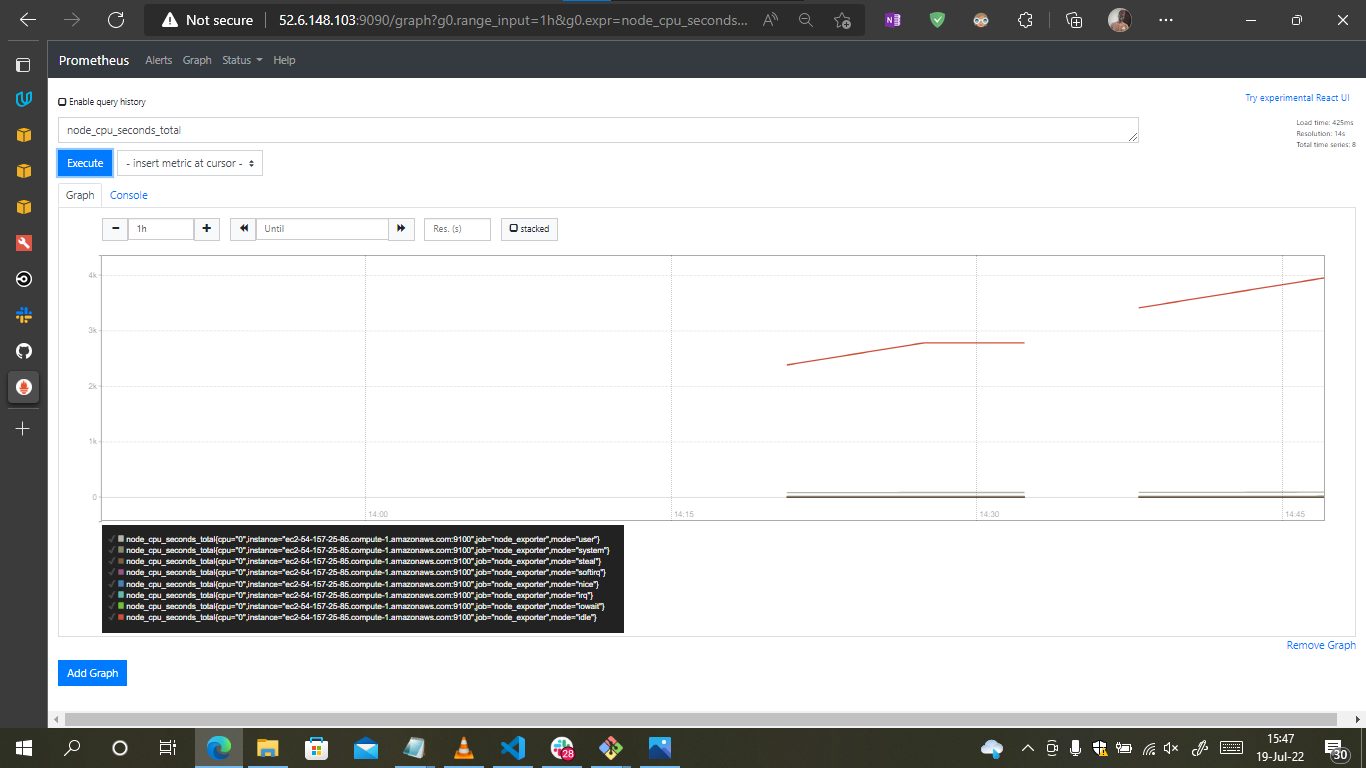 Not secure
52.6.148.103:9090/graph?g0.range_input=1h&g0.expr=node_cpu_seconds...
Prometheus Alerts Graph Status Help
Enable query history
Try experimental React UI
node_cpu_seconds_total
Load time: 425ms
Resolution: 14s
Total time series: 8
Execute
- insert metric at cursor -
Graph Console
1h
Until
Res. (s)
stacked
4k
3k
2k
1k
0
14:00 14:15 14:30 14:45
node_cpu_seconds_total{cpu="0",instance="ec2-54-157-25-85.compute-1.amazonaws.com:9100",job="node_exporter",mode="user"}
node_cpu_seconds_total{cpu="0",instance="ec2-54-157-25-85.compute-1.amazonaws.com:9100",job="node_exporter",mode="system"}
node_cpu_seconds_total{cpu="0",instance="ec2-54-157-25-85.compute-1.amazonaws.com:9100",job="node_exporter",mode="steal"}
node_cpu_seconds_total{cpu="0",instance="ec2-54-157-25-85.compute-1.amazonaws.com:9100",job="node_exporter",mode="softirq"}
node_cpu_seconds_total{cpu="0",instance="ec2-54-157-25-85.compute-1.amazonaws.com:9100",job="node_exporter",mode="nice"}
node_cpu_seconds_total{cpu="0",instance="ec2-54-157-25-85.compute-1.amazonaws.com:9100",job="node_exporter",mode="irq"}
node_cpu_seconds_total{cpu="0",instance="ec2-54-157-25-85.compute-1.amazonaws.com:9100",job="node_exporter",mode="iowait"}
node_cpu_seconds_total{cpu="0",instance="ec2-54-157-25-85.compute-1.amazonaws.com:9100",job="node_exporter",mode="idle"}
Remove Graph
Add Graph
28
15:47
19-Jul-22
30